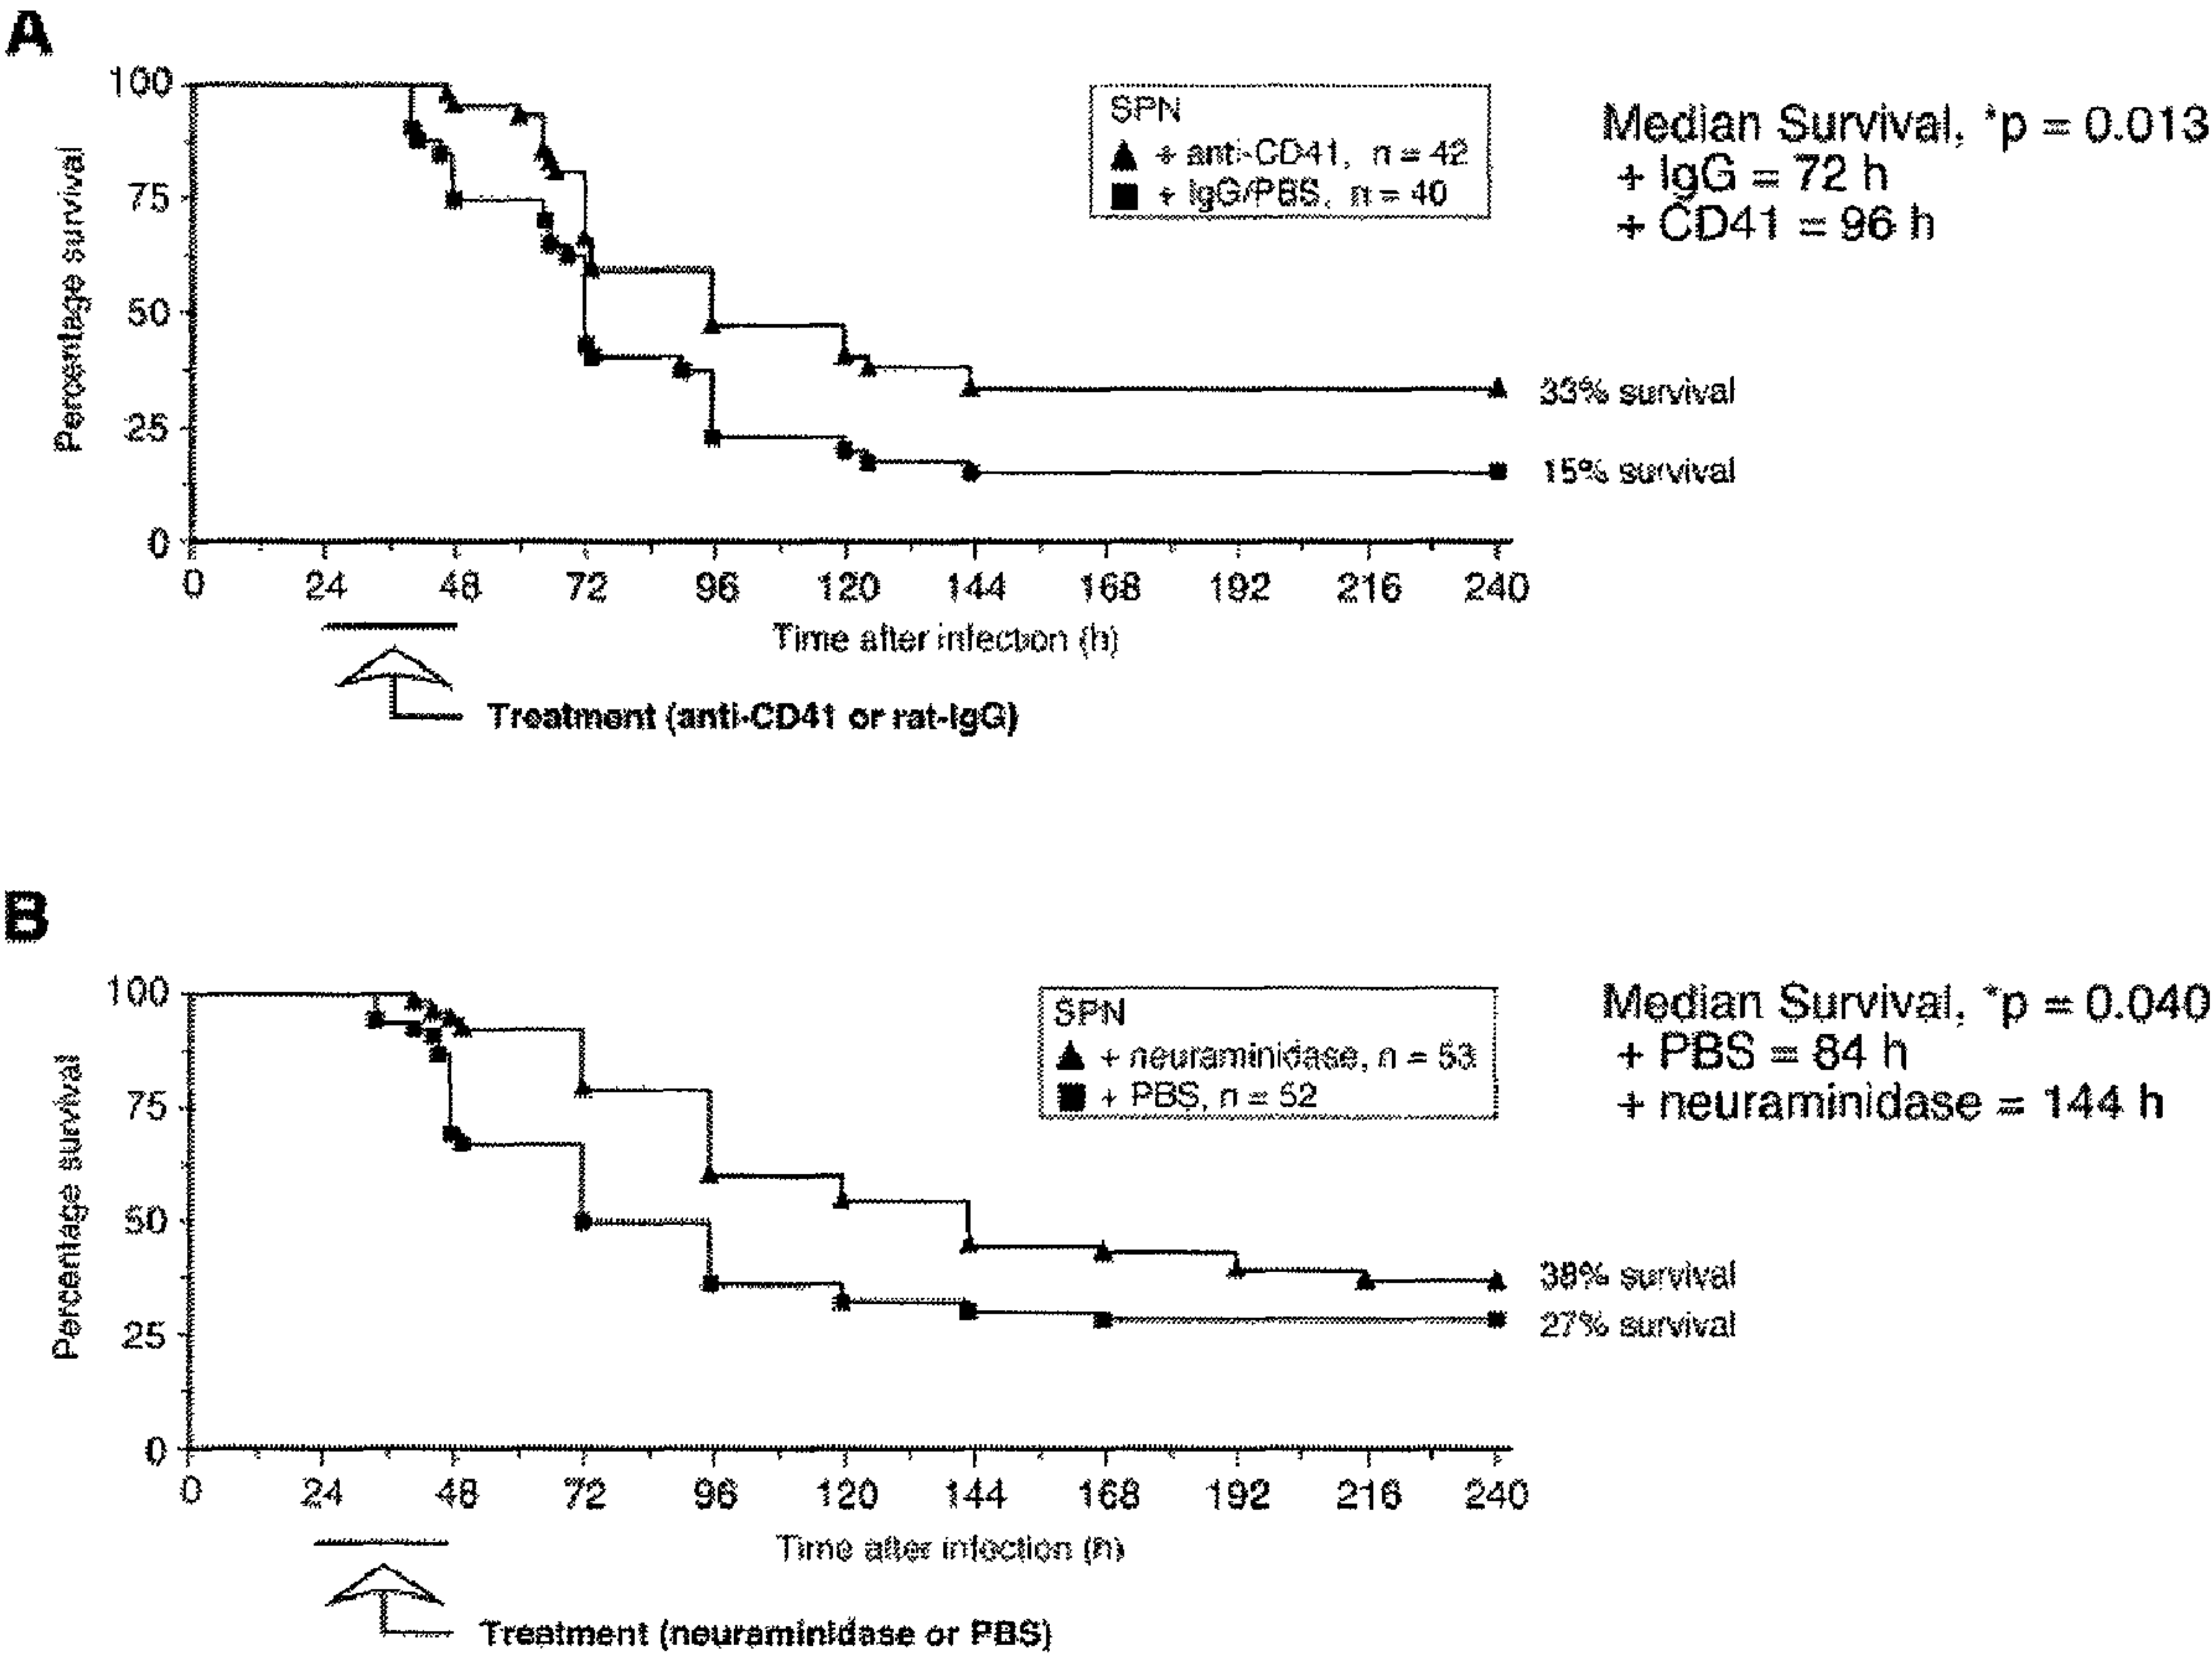 A
100
75
50
25
0
Percentage survival
SPN
+ anti-CD41, n = 42
+ IgG/PBS, n = 40
Median Survival, *p = 0.013
+ IgG = 72 h
+ CD41 = 96 h
33% survival
15% survival
0 24 48 72 96 120 144 168 192 216 240
Time after infection (h)
Treatment (anti-CD41 or rat-IgG)
B
100
75
50
25
0
Percentage survival
SPN
+ neuraminidase, n = 53
+ PBS, n = 52
Median Survival, *p = 0.040
+ PBS = 84 h
+ neuraminidase = 144 h
38% survival
27% survival
0 24 48 72 96 120 144 168 192 216 240
Time after infection (h)
Treatment (neuraminidase or PBS)